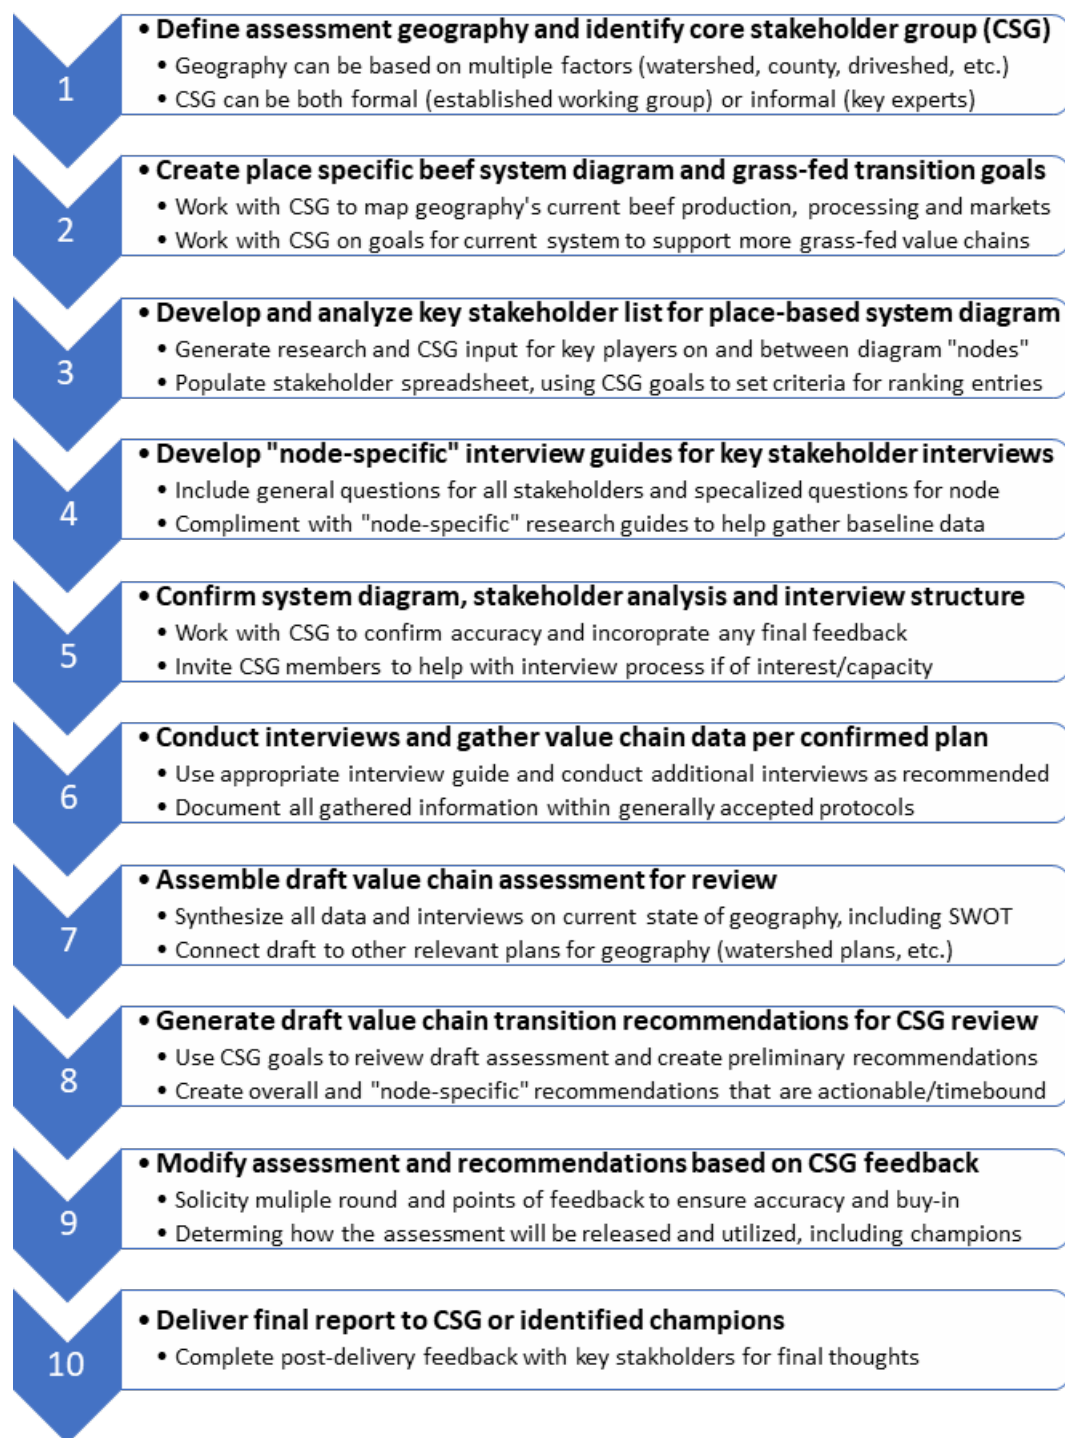 1
• Define assessment geography and identify core stakeholder group (CSG)
• Geography can be based on multiple factors (watershed, county, driveshed, etc.)
• CSG can be both formal (established working group) or informal (key experts)
2
• Create place specific beef system diagram and grass-fed transition goals
• Work with CSG to map geography's current beef production, processing and markets
• Work with CSG on goals for current system to support more grass-fed value chains
3
• Develop and analyze key stakeholder list for place-based system diagram
• Generate research and CSG input for key players on and between diagram "nodes"
• Populate stakeholder spreadsheet, using CSG goals to set criteria for ranking entries
4
• Develop "node-specific" interview guides for key stakeholder interviews
• Include general questions for all stakeholders and specalized questions for node
• Compliment with "node-specific" research guides to help gather baseline data
5
• Confirm system diagram, stakeholder analysis and interview structure
• Work with CSG to confirm accuracy and incoroprate any final feedback
• Invite CSG members to help with interview process if of interest/capacity
6
• Conduct interviews and gather value chain data per confirmed plan
• Use appropriate interview guide and conduct additional interviews as recommended
• Document all gathered information within generally accepted protocols
7
• Assemble draft value chain assessment for review
• Synthesize all data and interviews on current state of geography, including SWOT
• Connect draft to other relevant plans for geography (watershed plans, etc.)
8
• Generate draft value chain transition recommendations for CSG review
• Use CSG goals to reivew draft assessment and create preliminary recommendations
• Create overall and "node-specific" recommendations that are actionable/timebound
9
• Modify assessment and recommendations based on CSG feedback
• Solicity muliple round and points of feedback to ensure accuracy and buy-in
• Determing how the assessment will be released and utilized, including champions
10
• Deliver final report to CSG or identified champions
• Complete post-delivery feedback with key stakholders for final thoughts